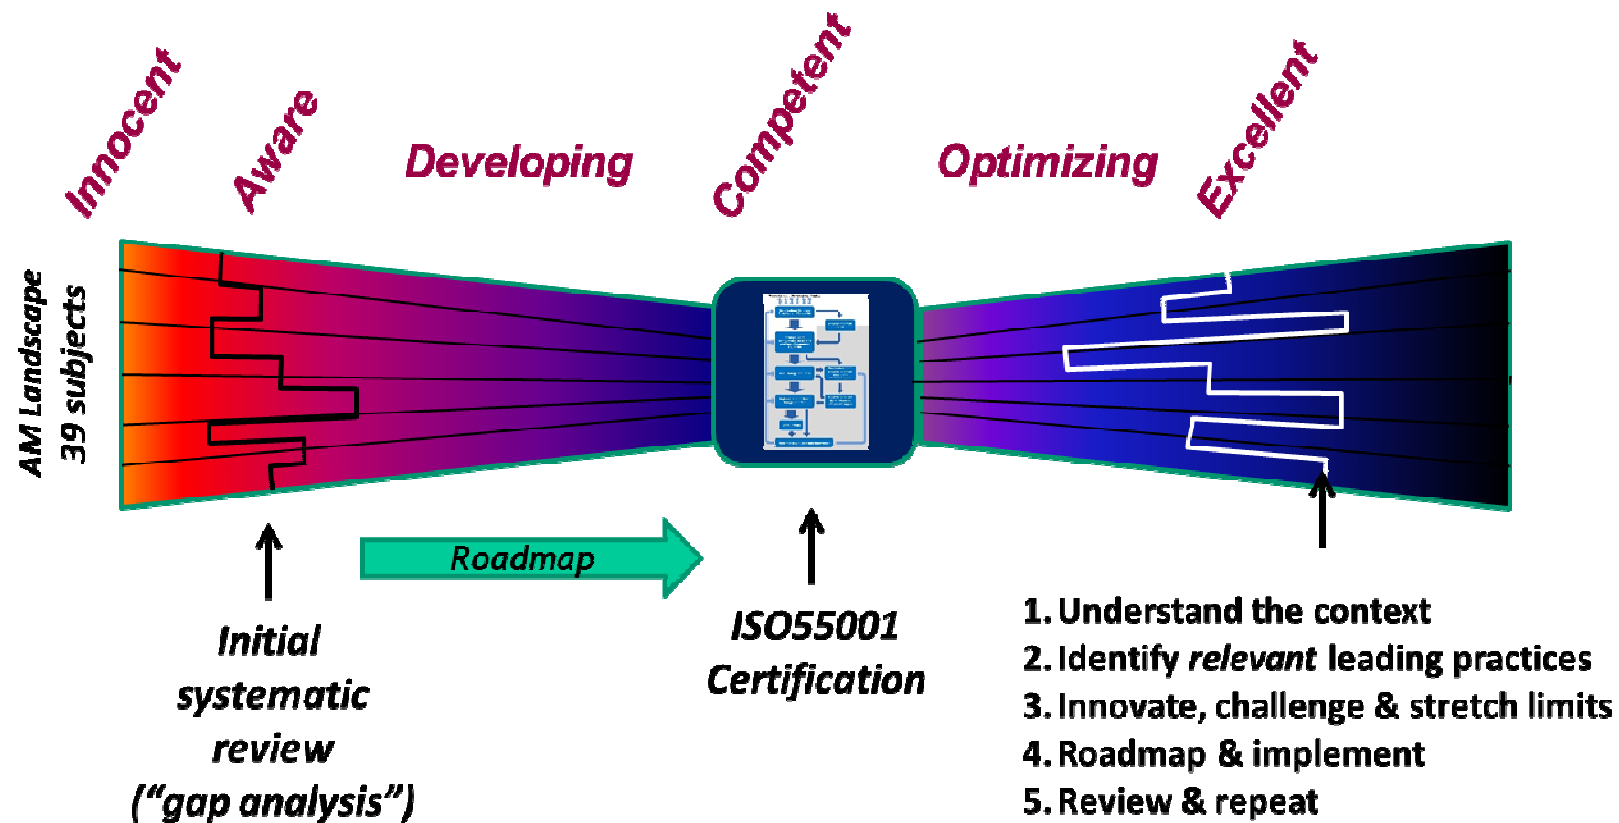 Innocent
Aware
Developing
Competent
Optimizing
Excellent
AM Landscape
39 subjects
Roadmap
Initial
systematic
review
(“gap analysis”)
ISO55001
Certification
1. Understand the context
2. Identify relevant leading practices
3. Innovate, challenge & stretch limits
4. Roadmap & implement
5. Review & repeat